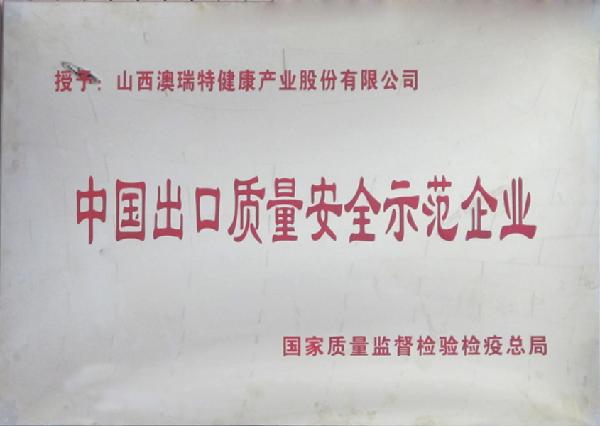 授予：山西澳瑞特健康产业股份有限公司
中国出口质量安全示范企业
国家质量监督检验检疫总局